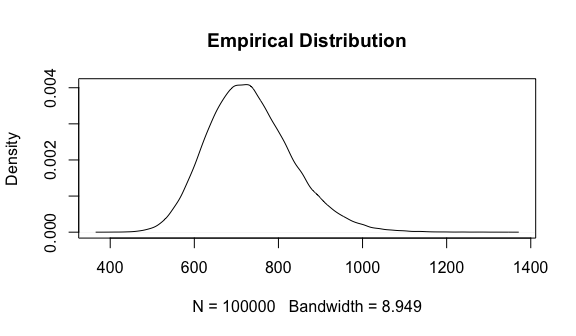 Empirical Distribution
Density
0.004
0.002
0.000
400 600 800 1000 1200 1400
N = 100000 Bandwidth = 8.949